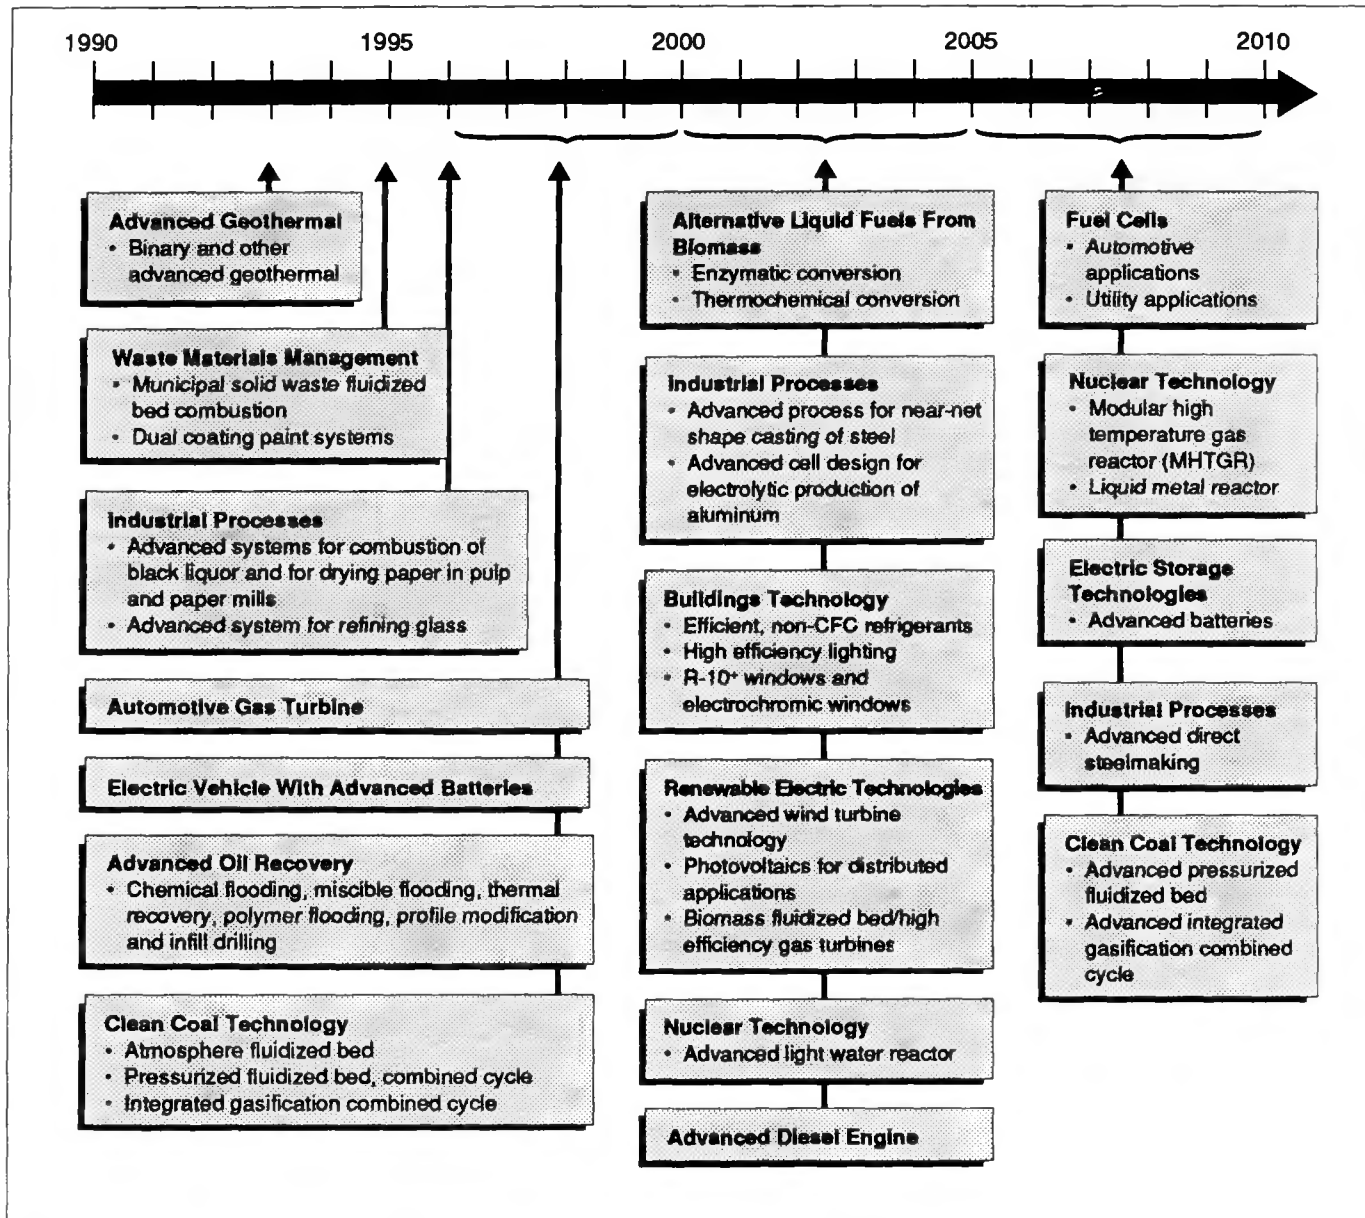 1990 1995 2000 2005 2010
Advanced Geothermal
• Binary and other
advanced geothermal
Waste Materials Management
• Municipal solid waste fluidized
bed combustion
• Dual coating paint systems
Industrial Processes
• Advanced systems for combustion of
black liquor and for drying paper in pulp
and paper mills
• Advanced system for refining glass
Automotive Gas Turbine
Electric Vehicle With Advanced Batteries
Advanced Oil Recovery
• Chemical flooding, miscible flooding, thermal
recovery, polymer flooding, profile modification
and infill drilling
Clean Coal Technology
• Atmosphere fluidized bed
• Pressurized fluidized bed, combined cycle
• Integrated gasification combined cycle
Alternative Liquid Fuels From
Biomass
• Enzymatic conversion
• Thermochemical conversion
Industrial Processes
• Advanced process for near-net
shape casting of steel
• Advanced cell design for
electrolytic production of
aluminum
Buildings Technology
• Efficient, non-CFC refrigerants
• High efficiency lighting
• R-10+ windows and
electrochromic windows
Renewable Electric Technologies
• Advanced wind turbine
technology
• Photovoltaics for distributed
applications
• Biomass fluidized bed/high
efficiency gas turbines
Nuclear Technology
• Advanced light water reactor
Advanced Diesel Engine
Fuel Cells
• Automotive
applications
• Utility applications
Nuclear Technology
• Modular high
temperature gas
reactor (MHTGR)
• Liquid metal reactor
Electric Storage
Technologies
• Advanced batteries
Industrial Processes
• Advanced direct
steelmaking
Clean Coal Technology
• Advanced pressurized
fluidized bed
• Advanced integrated
gasification combined
cycle